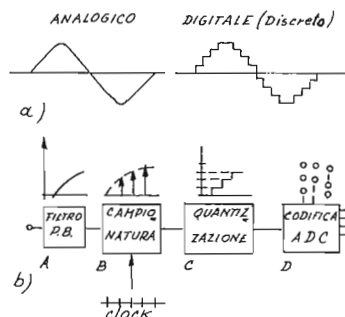 ANALOGICO
DIGITALE (Discreto)
a)
FILTRO
P.B.
CAMPIO
NATURA
QUANTIZ
ZAZIONE
CODIFICA
ADC
b)
A
B
C
D
CLOCK